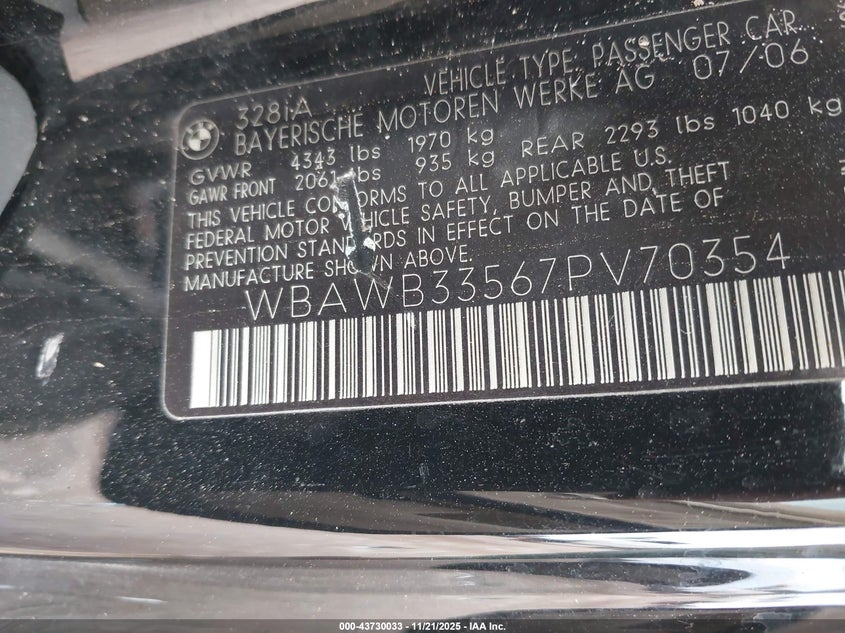 328iA VEHICLE TYPE, PASSENGER CAR
BAYERISCHE MOTOREN WERKE AG 07/06
GVWR 4343 lbs 1970 kg
GAWR FRONT 2061 lbs 935 kg REAR 2293 lbs 1040 kg
THIS VEHICLE CONFORMS TO ALL APPLICABLE U.S.
FEDERAL MOTOR VEHICLE SAFETY, BUMPER AND THEFT
PREVENTION STANDARDS IN EFFECT ON THE DATE OF
MANUFACTURE SHOWN ABOVE.
WBAWB33567PV70354
000-43730033 - 11/21/2025 - IAA Inc.